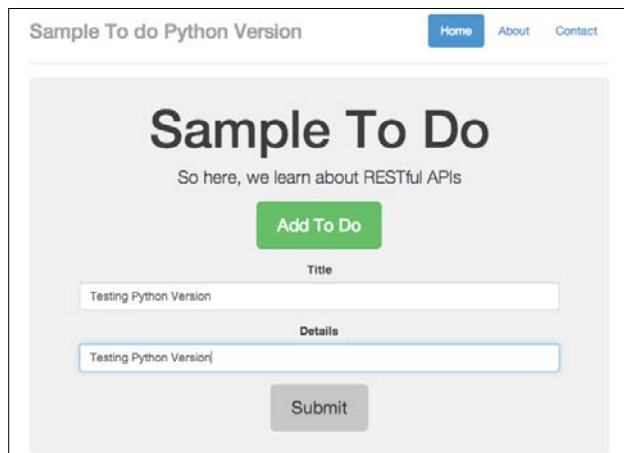 Sample To do Python Version
Home About Contact
Sample To Do
So here, we learn about RESTful APIs
Add To Do
Title
Testing Python Version
Details
Testing Python Version
Submit